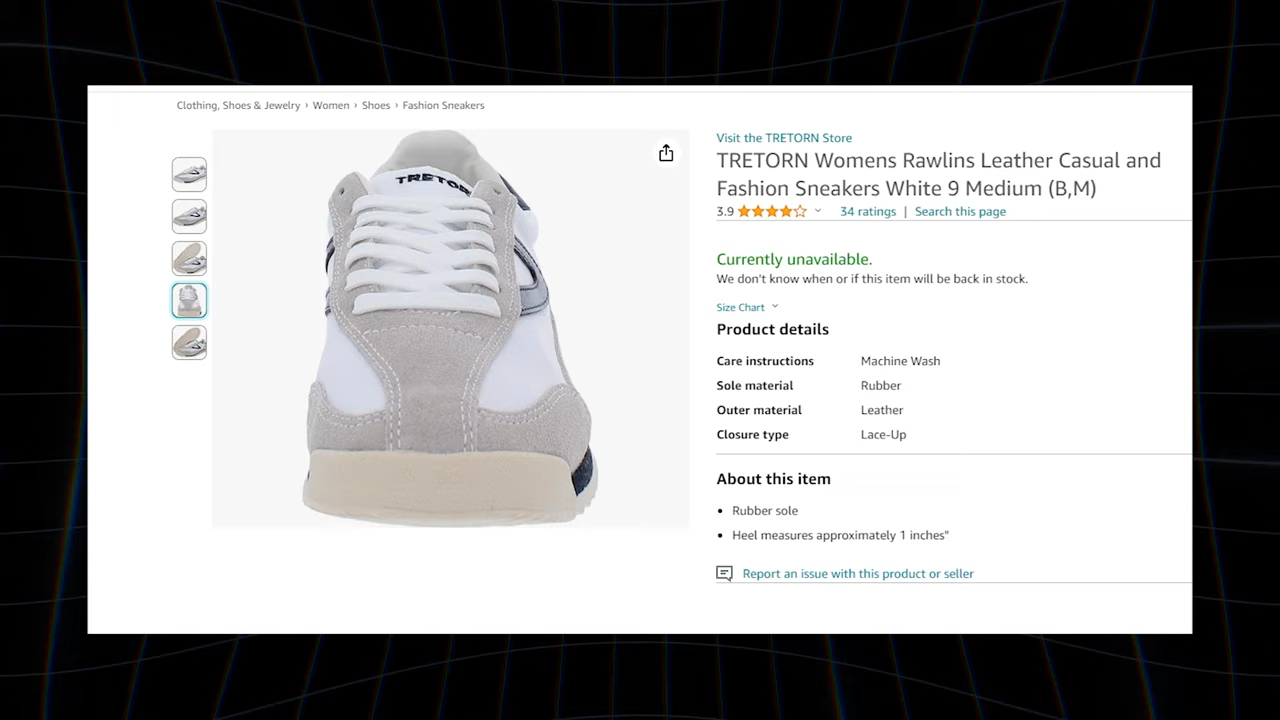 Clothing, Shoes & Jewelry › Women › Shoes › Fashion Sneakers
TRETOR
Visit the TRETORN Store
TRETORN Womens Rawlins Leather Casual and
Fashion Sneakers White 9 Medium (B,M)
3.9 34 ratings | Search this page
Currently unavailable.
We don't know when or if this item will be back in stock.
Size Chart
Product details
Care instructions Machine Wash
Sole material Rubber
Outer material Leather
Closure type Lace-Up
About this item
• Rubber sole
• Heel measures approximately 1 inches"
Report an issue with this product or seller